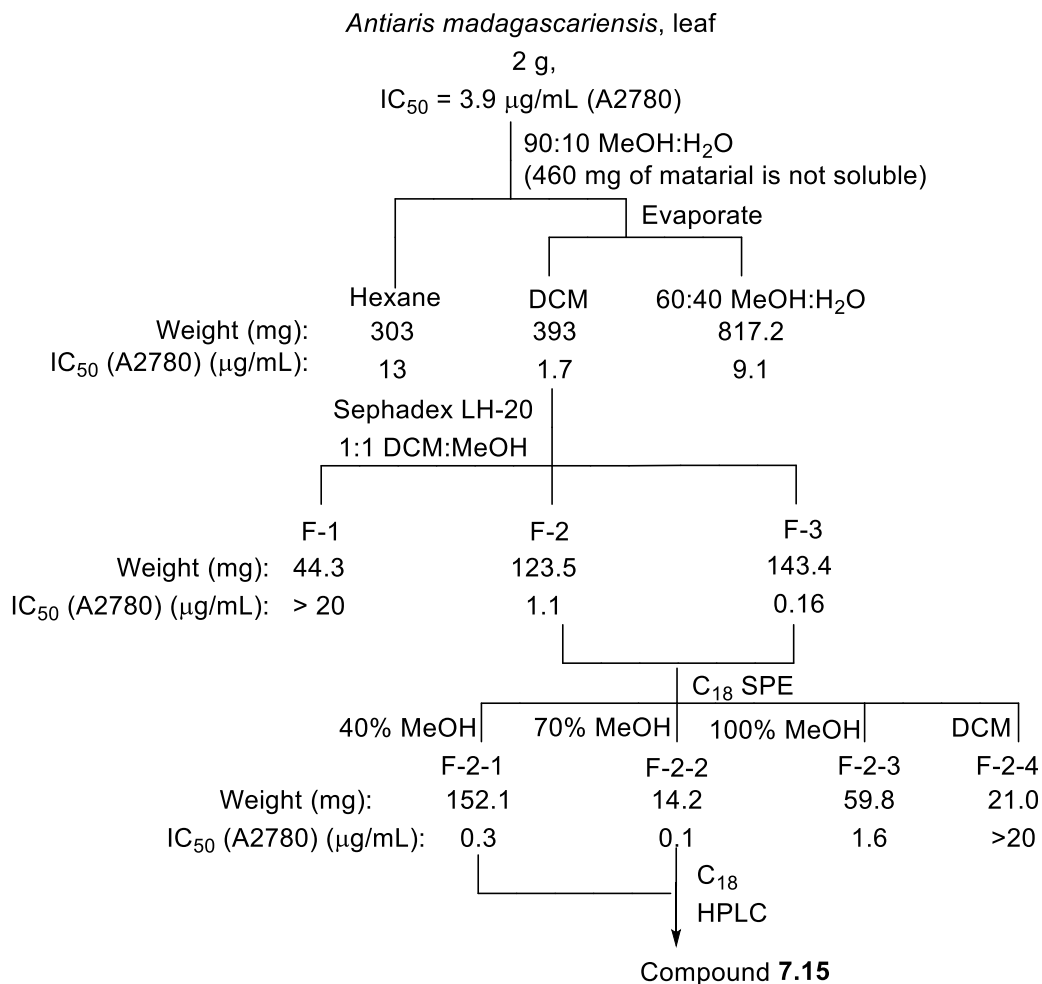 Antiaris madagascariensis, leaf
2 g,
IC50 = 3.9 μg/mL (A2780)
90:10 MeOH:H2O
(460 mg of matarial is not soluble)
Evaporate
Hexane DCM 60:40 MeOH:H2O
Weight (mg): 303 393 817.2
IC50 (A2780) (μg/mL): 13 1.7 9.1
Sephadex LH-20
1:1 DCM:MeOH
F-1 F-2 F-3
Weight (mg): 44.3 123.5 143.4
IC50 (A2780) (μg/mL): > 20 1.1 0.16
C18 SPE
40% MeOH 70% MeOH 100% MeOH DCM
F-2-1 F-2-2 F-2-3 F-2-4
Weight (mg): 152.1 14.2 59.8 21.0
IC50 (A2780) (μg/mL): 0.3 0.1 1.6 >20
C18
HPLC
Compound 7.15